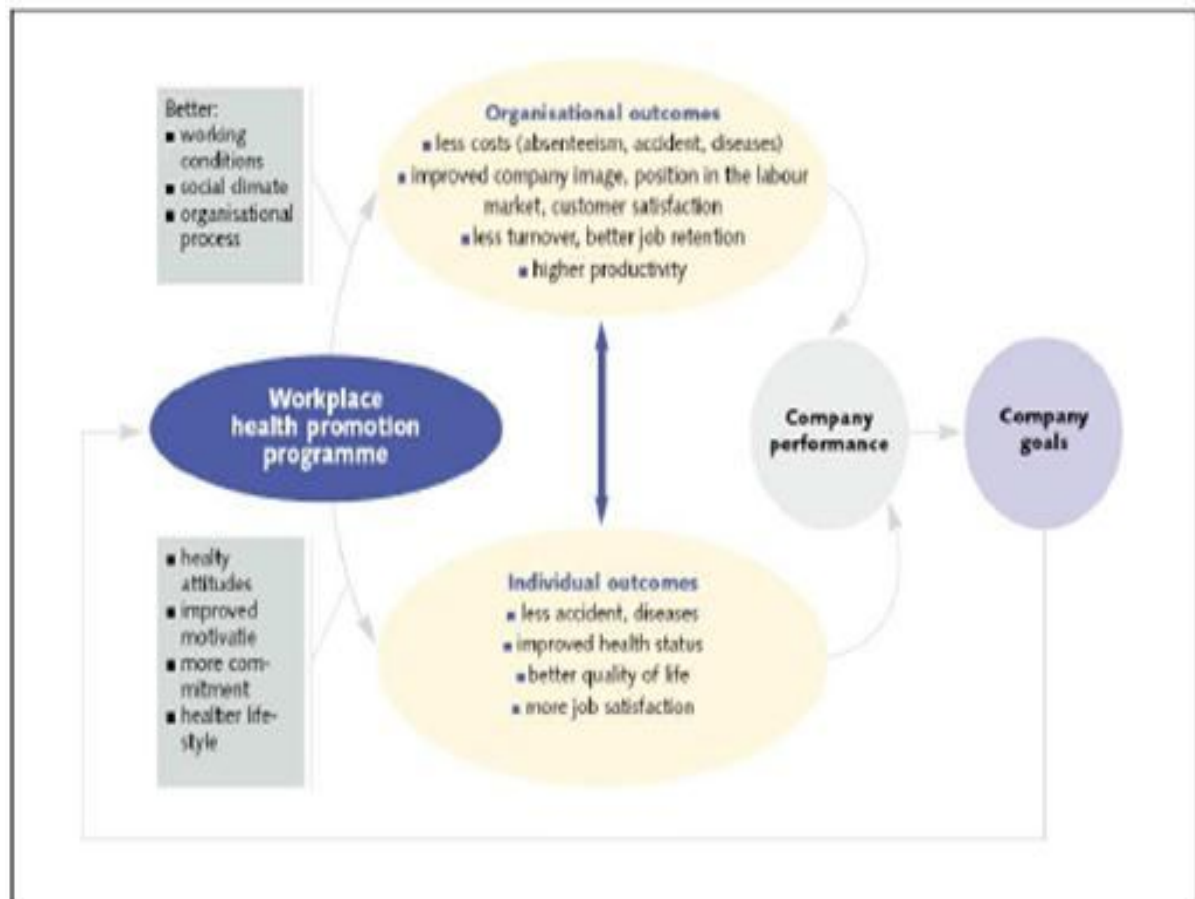 Better:
■ working
conditions
■ social climate
■ organisational
process
Organisational outcomes
■ less costs (absenteeism, accident, diseases)
■ improved company image, position in the labour
market, customer satisfaction
■ less turnover, better job retention
■ higher productivity
Workplace
health promotion
programme
Company
performance
Company
goals
■ healty
attitudes
■ improved
motivatie
■ more com-
mitment
■ healtier life-
style
Individual outcomes
■ less accident, diseases
■ improved health status
■ better quality of life
■ more job satisfaction